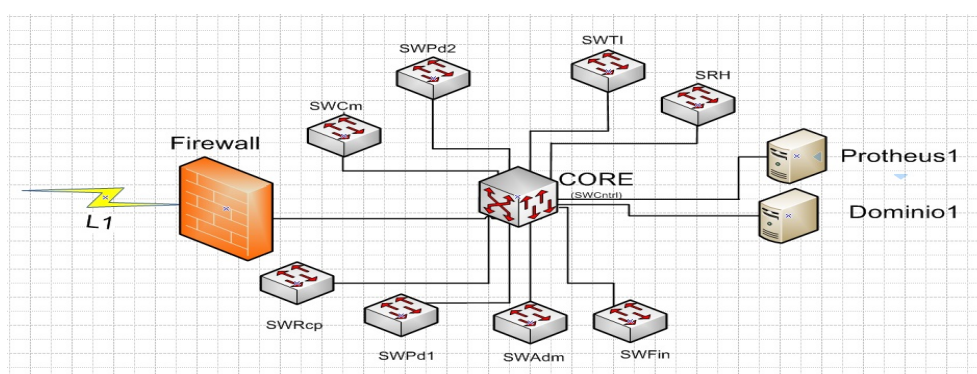 SWPd2
SWTI
SRH
SWCm
Firewall
Protheus1
CORE
(SWCntrl)
Dominio1
L1
SWRcp
SWPd1
SWAdm
SWFin